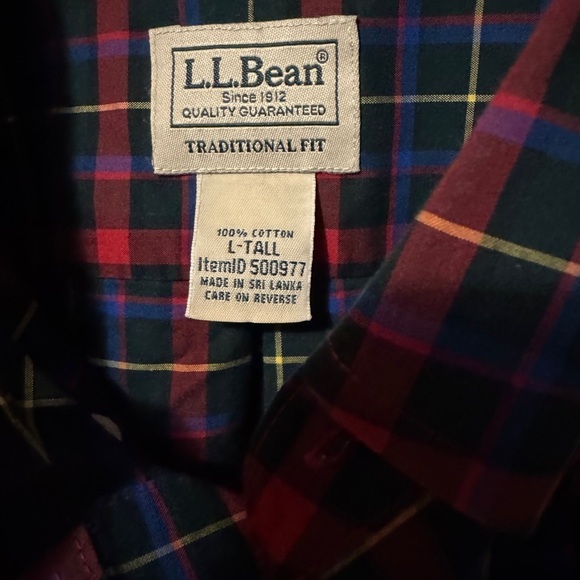 L.L.Bean®
Since 1912
QUALITY GUARANTEED
TRADITIONAL FIT
100% COTTON
L-TALL
ItemID 500977
MADE IN SRI LANKA
CARE ON REVERSE